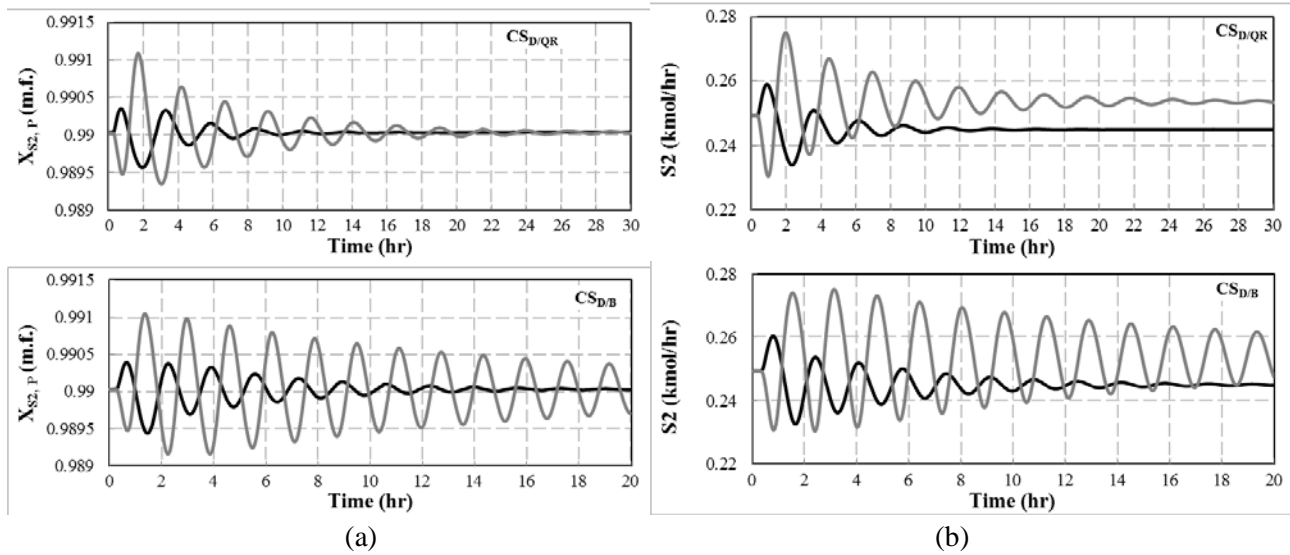 0.9915
0.991
0.9905
0.99
0.9895
0.989
X_S2, P (m.f.)
CS_D/QR
0 2 4 6 8 10 12 14 16 18 20 22 24 26 28 30
Time (hr)
0.28
0.26
0.24
0.22
S2 (kmol/hr)
CS_D/QR
0 2 4 6 8 10 12 14 16 18 20 22 24 26 28 30
Time (hr)
0.9915
0.991
0.9905
0.99
0.9895
0.989
X_S2, P (m.f.)
CS_D/B
0 2 4 6 8 10 12 14 16 18 20
Time (hr)
0.28
0.26
0.24
0.22
S2 (kmol/hr)
CS_D/B
0 2 4 6 8 10 12 14 16 18 20
Time (hr)
(a)
(b)